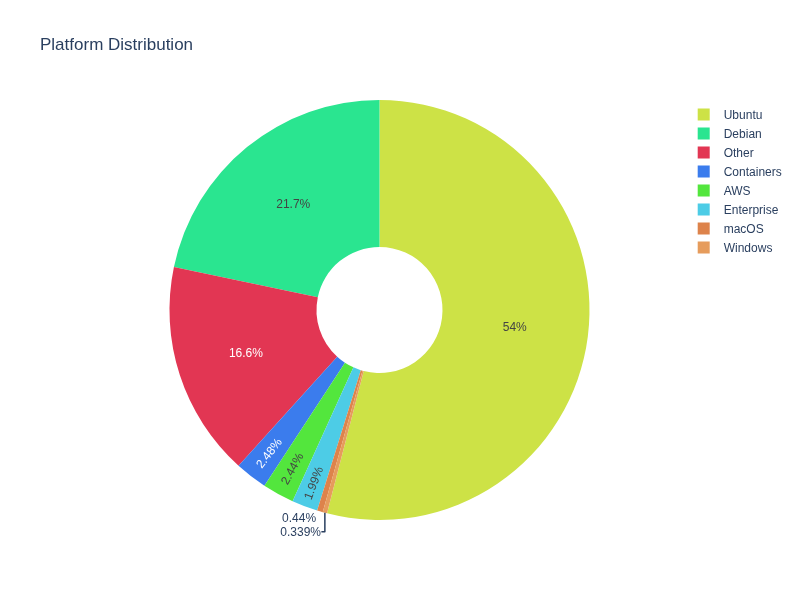 Platform Distribution
Ubuntu
Debian
Other
Containers
AWS
Enterprise
macOS
Windows
21.7%
54%
16.6%
2.48%
2.44%
1.99%
0.44%
0.339%